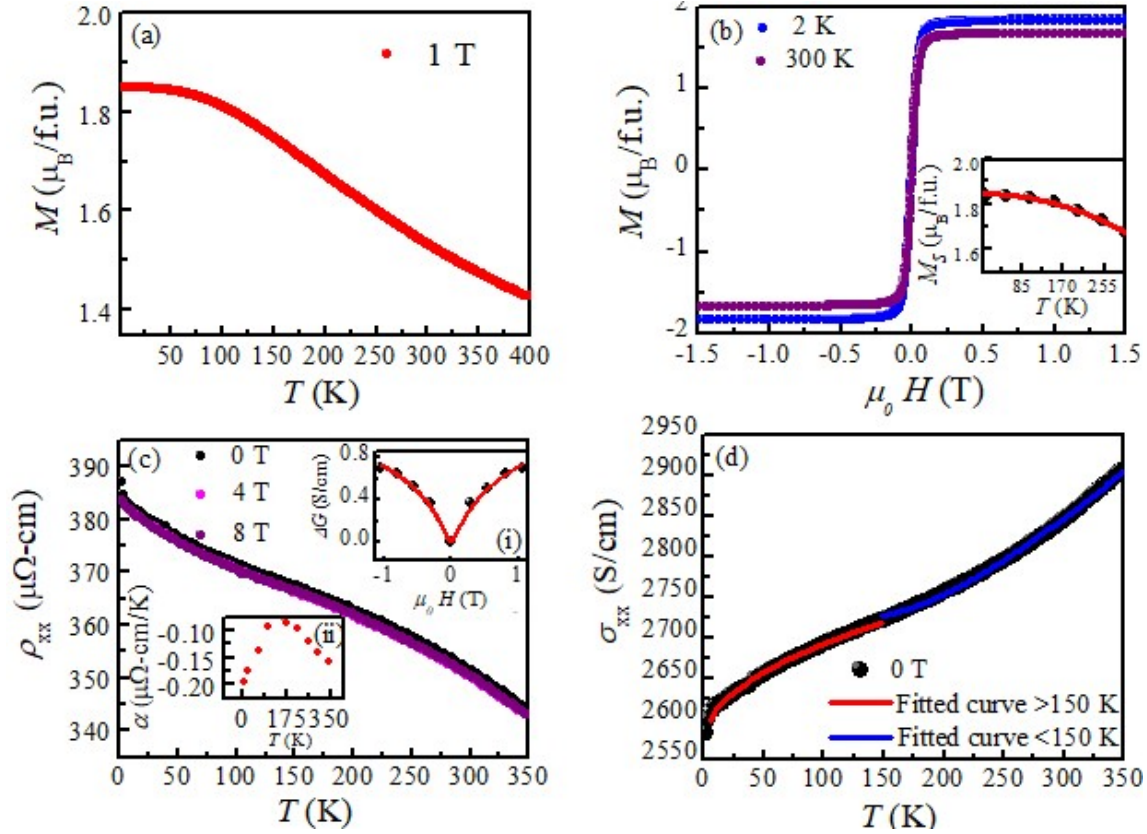 (a)
1 T
2.0
1.8
1.6
1.4
M (μB/f.u.)
50 100 150 200 250 300 350 400
T (K)
(b)
2 K
300 K
2
1
0
-1
-2
M (μB/f.u.)
-1.5 -1.0 -0.5 0.0 0.5 1.0 1.5
μ0 H (T)
2.0
1.8
1.6
MS (μB/f.u.)
85 170 255
T (K)
(c)
0 T
4 T
8 T
390
380
370
360
350
340
ρxx (μΩ-cm)
0 50 100 150 200 250 300 350
T (K)
0.8
0.4
0.0
ΔG (S/cm)
(i)
-1 0 1
μ0 H (T)
(ii)
-0.10
-0.15
-0.20
α (μΩ-cm/K)
0 175 350
T (K)
(d)
2950
2900
2850
2800
2750
2700
2650
2600
2550
σxx (S/cm)
0 T
Fitted curve >150 K
Fitted curve <150 K
0 50 100 150 200 250 300 350
T (K)